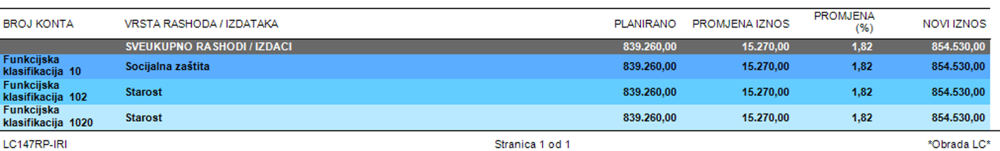 BROJ KONTA VRSTA RASHODA / IZDATAKA PLANIRANO PROMJENA IZNOS PROMJENA (%) NOVI IZNOS
SVEUKUPNO RASHODI / IZDACI 839.260,00 15.270,00 1,82 854.530,00
Funkcijska
klasifikacija 10 Socijalna zaštita 839.260,00 15.270,00 1,82 854.530,00
Funkcijska
klasifikacija 102 Starost 839.260,00 15.270,00 1,82 854.530,00
Funkcijska
klasifikacija 1020 Starost 839.260,00 15.270,00 1,82 854.530,00
LC147RP-IRI Stranica 1 od 1 *Obrada LC*